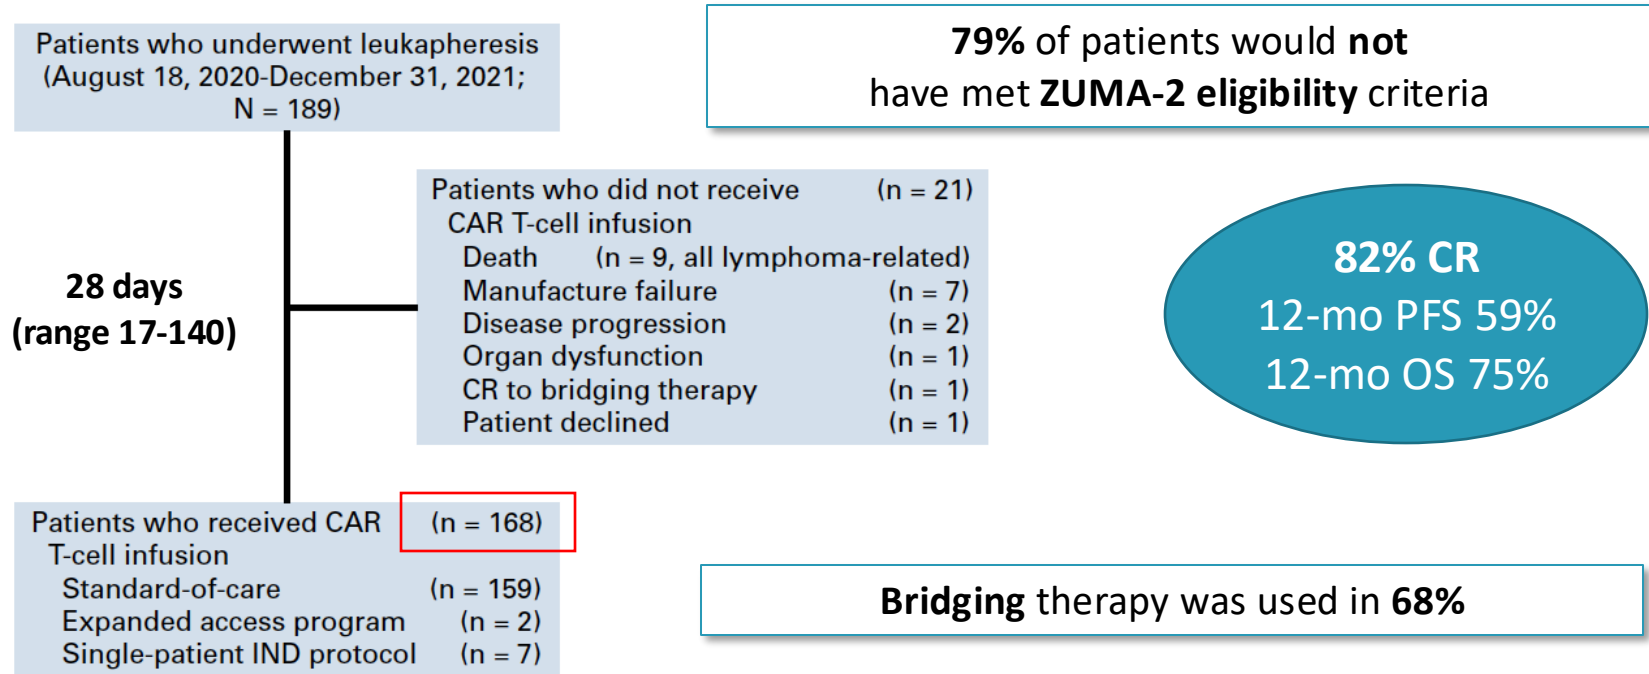 Patients who underwent leukapheresis
(August 18, 2020-December 31, 2021;
N = 189)
79% of patients would not
have met ZUMA-2 eligibility criteria
Patients who did not receive (n = 21)
CAR T-cell infusion
Death (n = 9, all lymphoma-related)
Manufacture failure (n = 7)
Disease progression (n = 2)
Organ dysfunction (n = 1)
CR to bridging therapy (n = 1)
Patient declined (n = 1)
28 days
(range 17-140)
82% CR
12-mo PFS 59%
12-mo OS 75%
Patients who received CAR (n = 168)
T-cell infusion
Standard-of-care (n = 159)
Expanded access program (n = 2)
Single-patient IND protocol (n = 7)
Bridging therapy was used in 68%